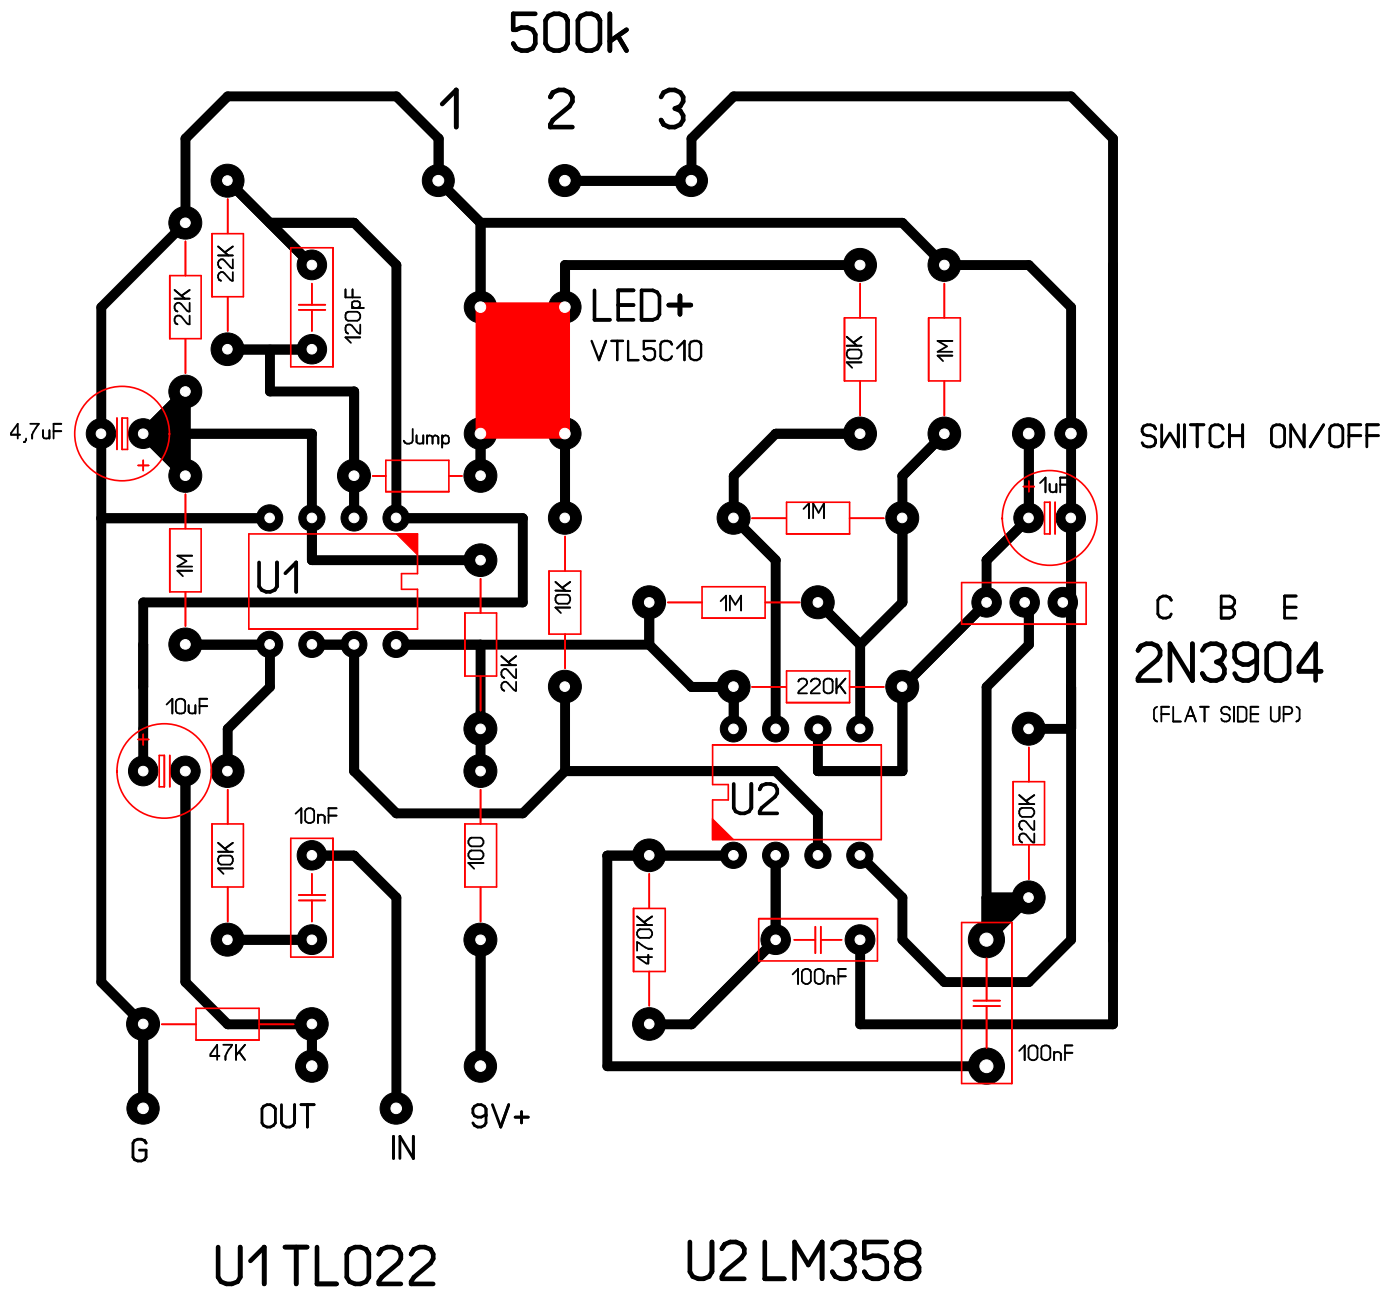 500k
1 2 3
22K
22K
120pF
LED+
VTL5C10
10K
1M
4,7uF
+
Jump
SWITCH ON/OFF
+
1uF
1M
1M
U1
10K
1M
C B E
2N3904
(FLAT SIDE UP)
22K
220K
10uF
+
U2
220K
10nF
10K
100
470K
100nF
47K
100nF
OUT
9V+
G
IN
U1 TL022
U2 LM358